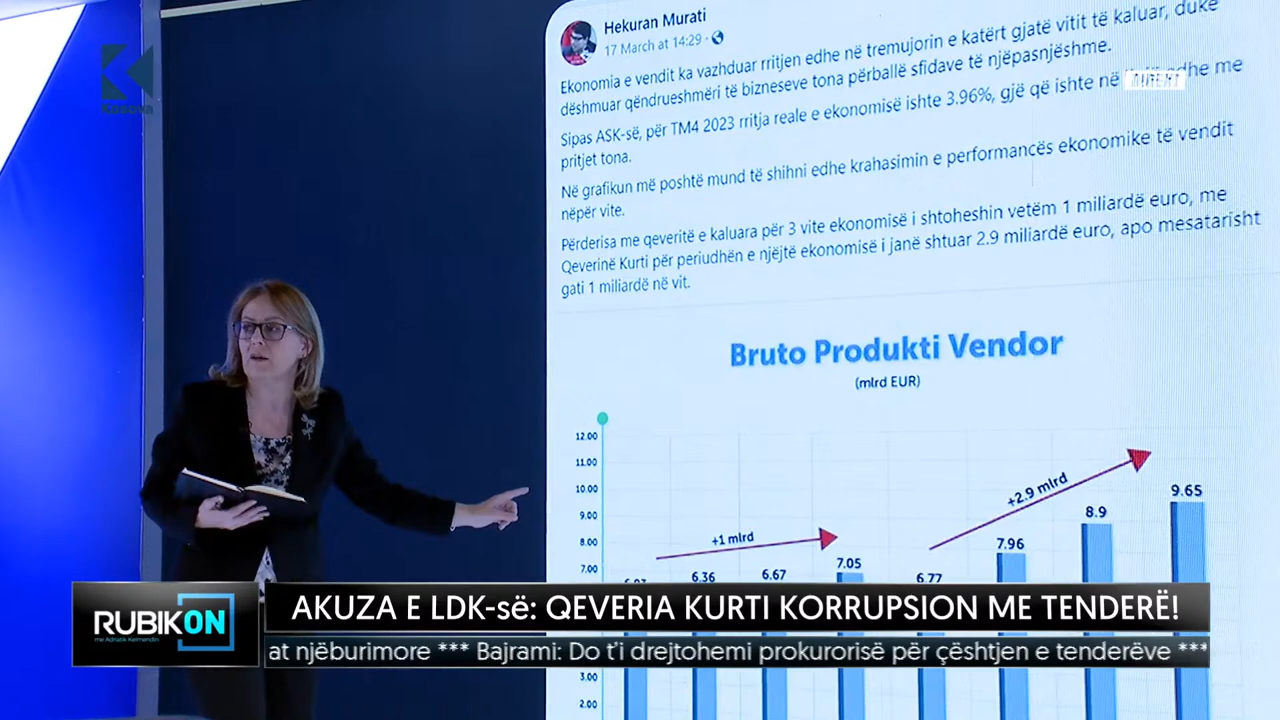 Hekuran Murati
17 March at 14:29 ·
Ekonomia e vendit ka vazhduar rritjen edhe në tremujorin e katërt gjatë vitit të kaluar, duke
dëshmuar qëndrueshmëri të bizneseve tona përballë sfidave të njëpasnjëshme.
Sipas ASK-së, për TM4 2023 rritja reale e ekonomisë ishte 3.96%, gjë që ishte në edhe me
pritjet tona.
Në grafikun më poshtë mund të shihni edhe krahasimin e performancës ekonomike të vendit
nëpër vite.
Përderisa me qeveritë e kaluara për 3 vite ekonomisë i shtoheshin vetëm 1 miliardë euro, me
Qeverinë Kurti për periudhën e njëjtë ekonomisë i janë shtuar 2.9 miliardë euro, apo mesatarisht
gati 1 miliardë në vit.
Bruto Produkti Vendor
(mlrd EUR)
12.00
11.00
10.00
9.00
8.00
7.00
3.00
2.00
+1 mlrd
+2.9 mlrd
6.36
6.67
7.05
6.77
7.96
8.9
9.65
K
Kosova
RUBIKON
me Adriatik Kelmendin
AKUZA E LDK-së: QEVERIA KURTI KORRUPSION ME TENDERË!
at njëburimore *** Bajrami: Do t'i drejtohemi prokurorisë për çështjen e tenderëve ***